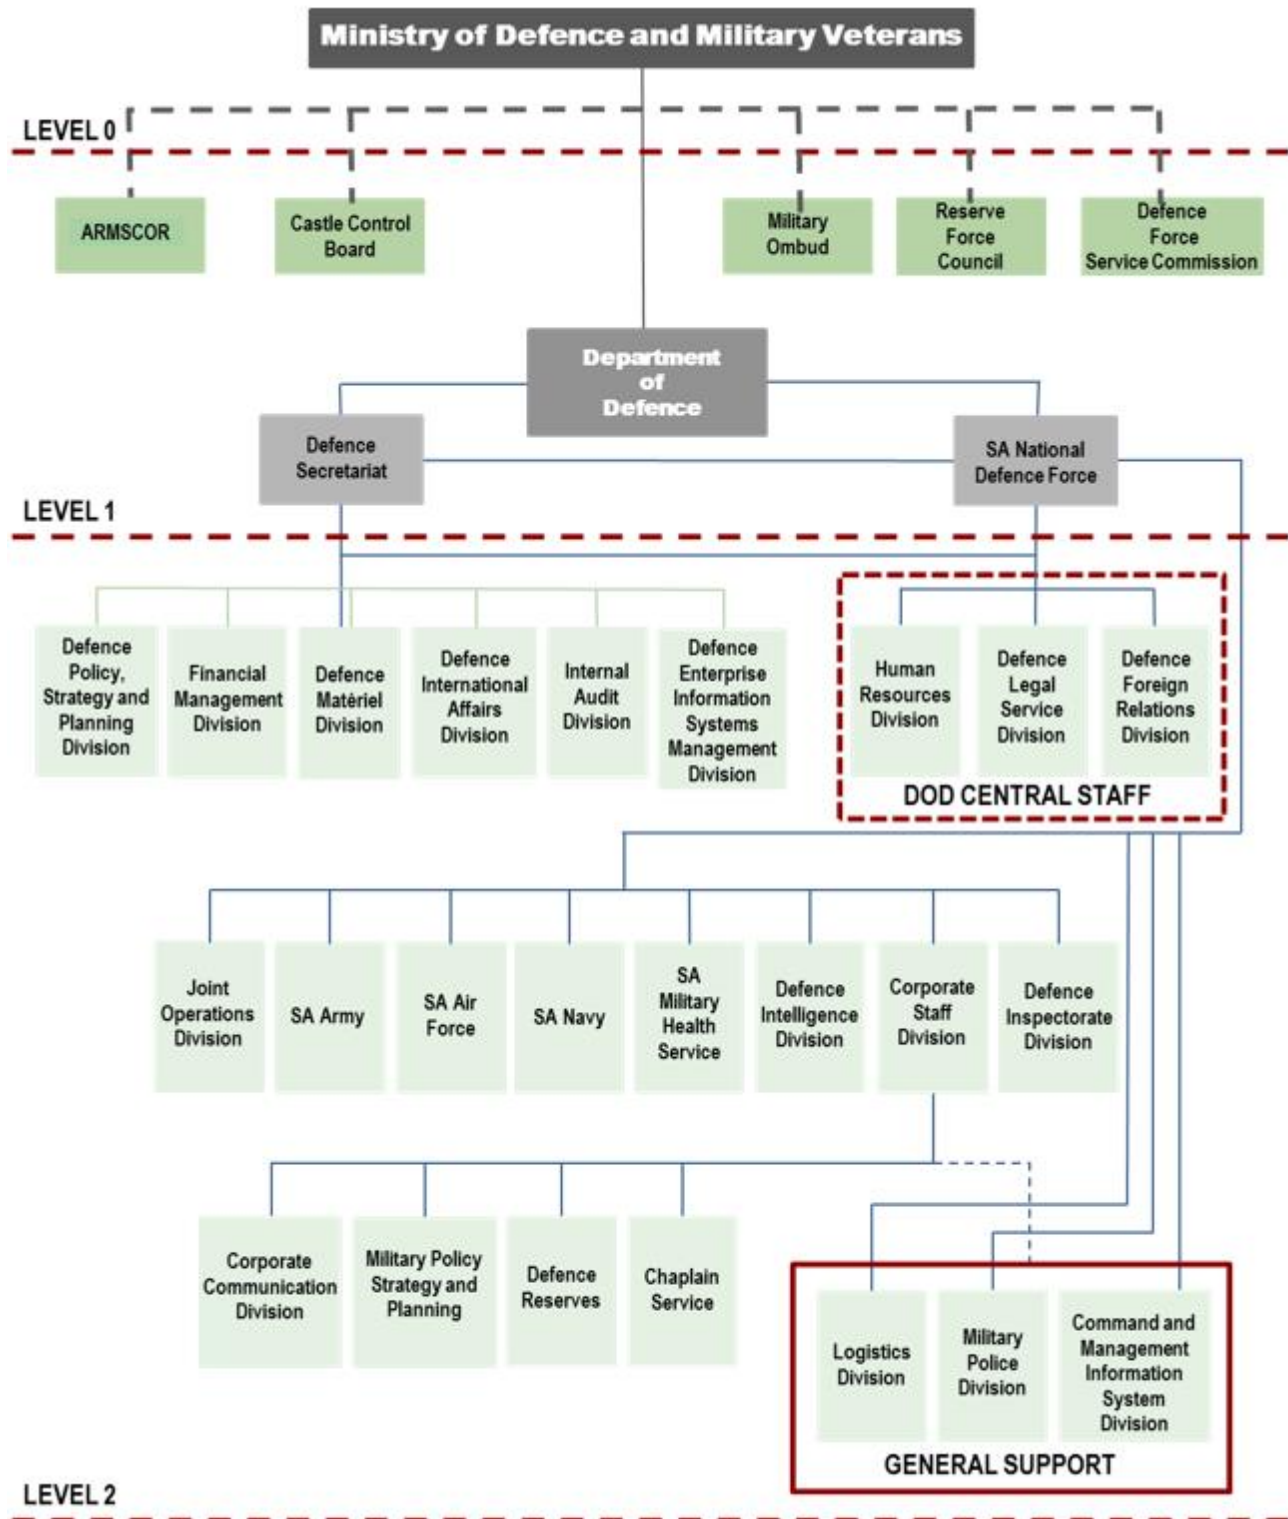 Ministry of Defence and Military Veterans
LEVEL 0
ARMSCOR
Castle Control
Board
Military
Ombud
Reserve
Force
Council
Defence
Force
Service Commission
Department
of
Defence
Defence
Secretariat
SA National
Defence Force
LEVEL 1
Defence
Policy,
Strategy and
Planning
Division
Financial
Management
Division
Defence
Matèriel
Division
Defence
International
Affairs
Division
Internal
Audit
Division
Defence
Enterprise
Information
Systems
Management
Division
Human
Resources
Division
Defence
Legal
Service
Division
Defence
Foreign
Relations
Division
DOD CENTRAL STAFF
Joint
Operations
Division
SA Army
SA Air
Force
SA Navy
SA
Military
Health
Service
Defence
Intelligence
Division
Corporate
Staff
Division
Defence
Inspectorate
Division
Corporate
Communication
Division
Military Policy
Strategy and
Planning
Defence
Reserves
Chaplain
Service
Logistics
Division
Military
Police
Division
Command and
Management
Information
System
Division
GENERAL SUPPORT
LEVEL 2